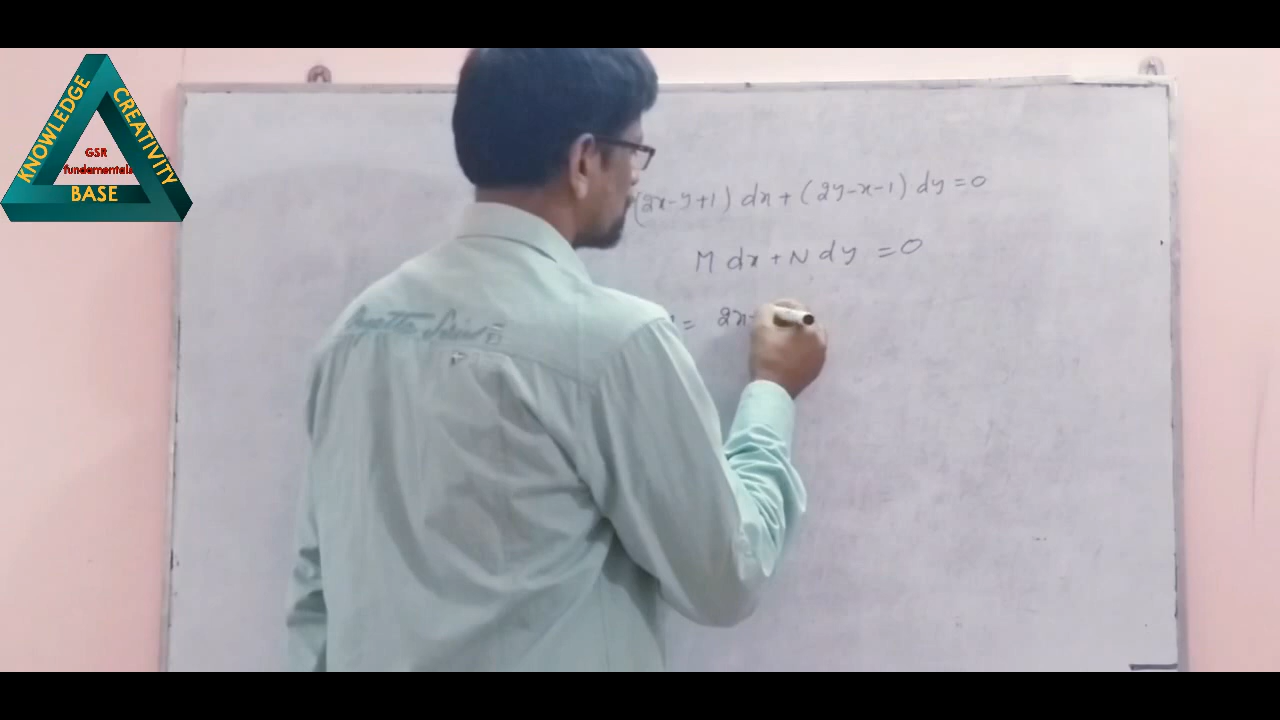 KNOWLEDGE
CREATIVITY
GSR
fundamentals
BASE
(2x-y+1) dx + (2y-x-1) dy = 0
M dx + N dy = 0
= 2x-